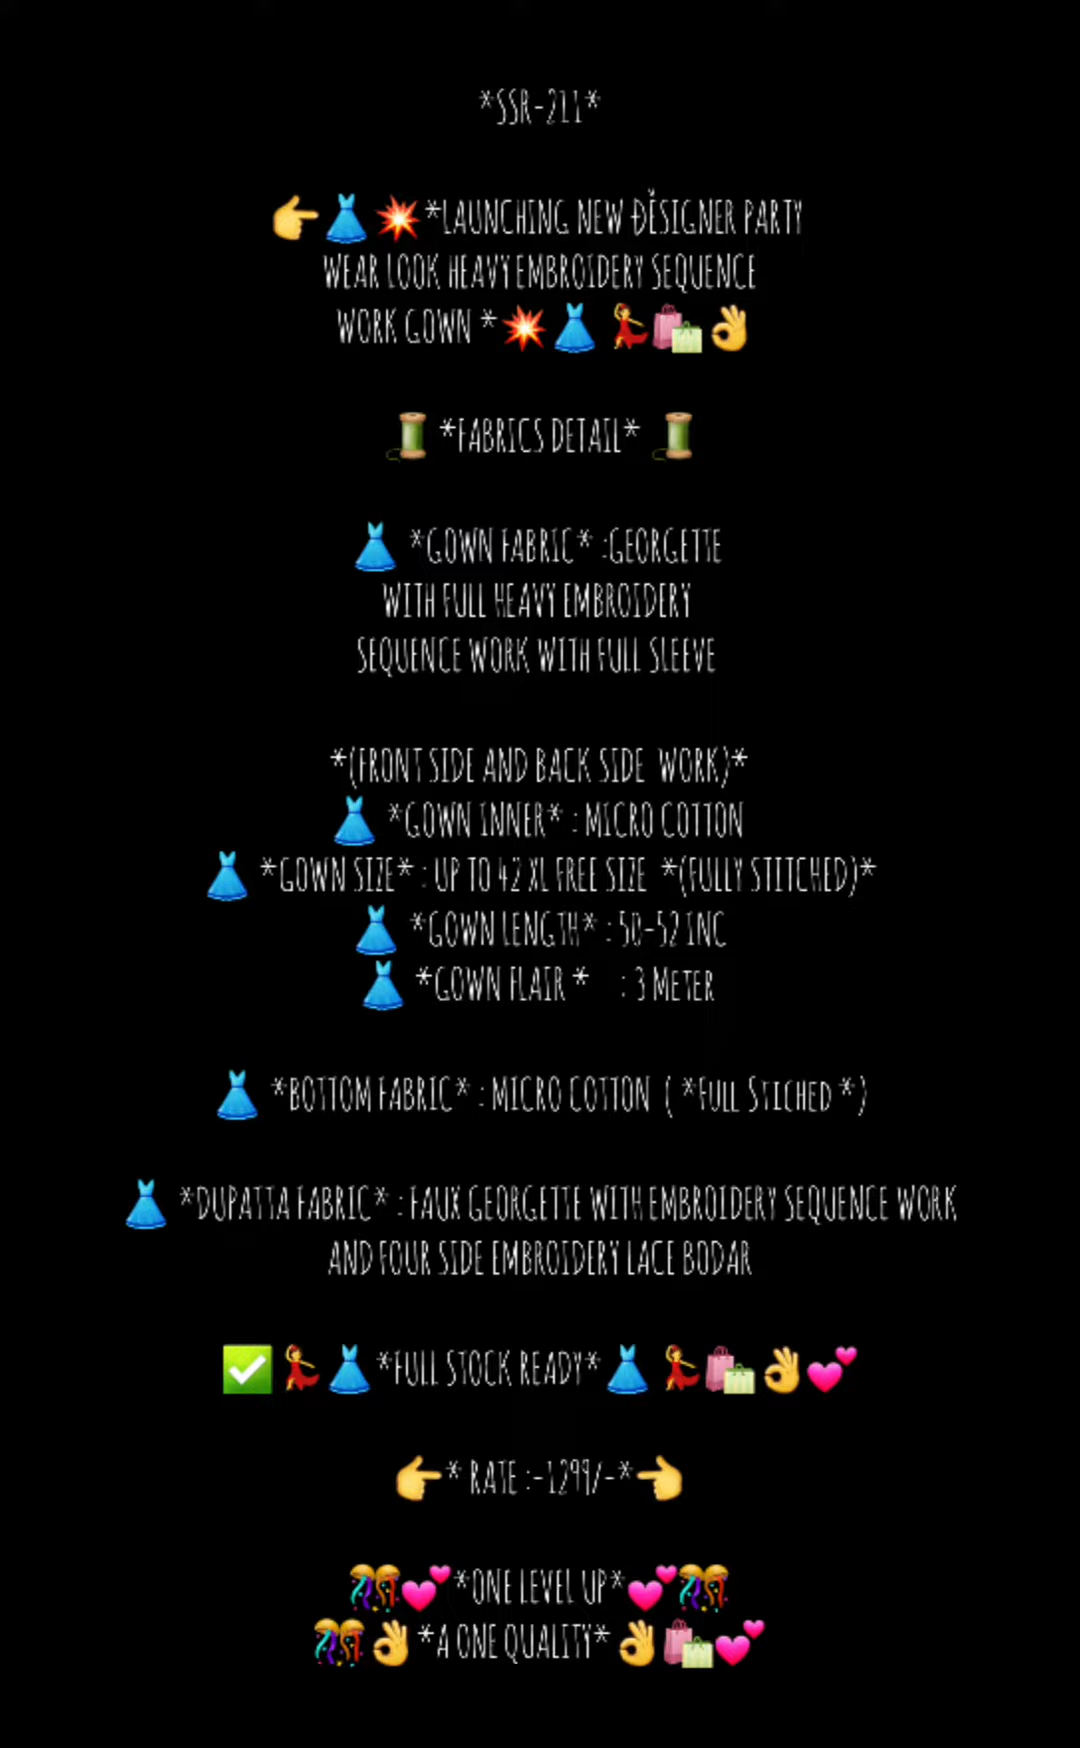 *SSR-211*
👉👗💥*LAUNCHING NEW ĐĚSIGNER PARTY
WEAR LOOK HEAVY EMBROIDERY SEQUENCE
WORK GOWN *💥👗💃🛍️👌
🧵*FABRICS DETAIL* 🧵
👗 *GOWN FABRIC* :GEORGETTE
WITH FULL HEAVY EMBROIDERY
SEQUENCE WORK WITH FULL SLEEVE
*(FRONT SIDE AND BACK SIDE WORK)*
👗 *GOWN INNER* : MICRO COTTON
👗 *GOWN SIZE* : UP TO 42 XL FREE SIZE *(FULLY STITCHED)*
👗 *GOWN LENGTH* : 50-52 INC
👗 *GOWN FLAIR * : 3 METER
👗 *BOTTOM FABRIC* : MICRO COTTON ( *FULL STICHED *)
👗 *DUPATTA FABRIC* : FAUX GEORGETTE WITH EMBROIDERY SEQUENCE WORK
AND FOUR SIDE EMBROIDERY LACE BODAR
✅💃👗*FULL STOCK READY*👗💃🛍️👌💕
👉* RATE :-1299/-*👈
🎊💕*ONE LEVEL UP*💕🎊
🎊👌*A ONE QUALITY* 👌🛍️💕